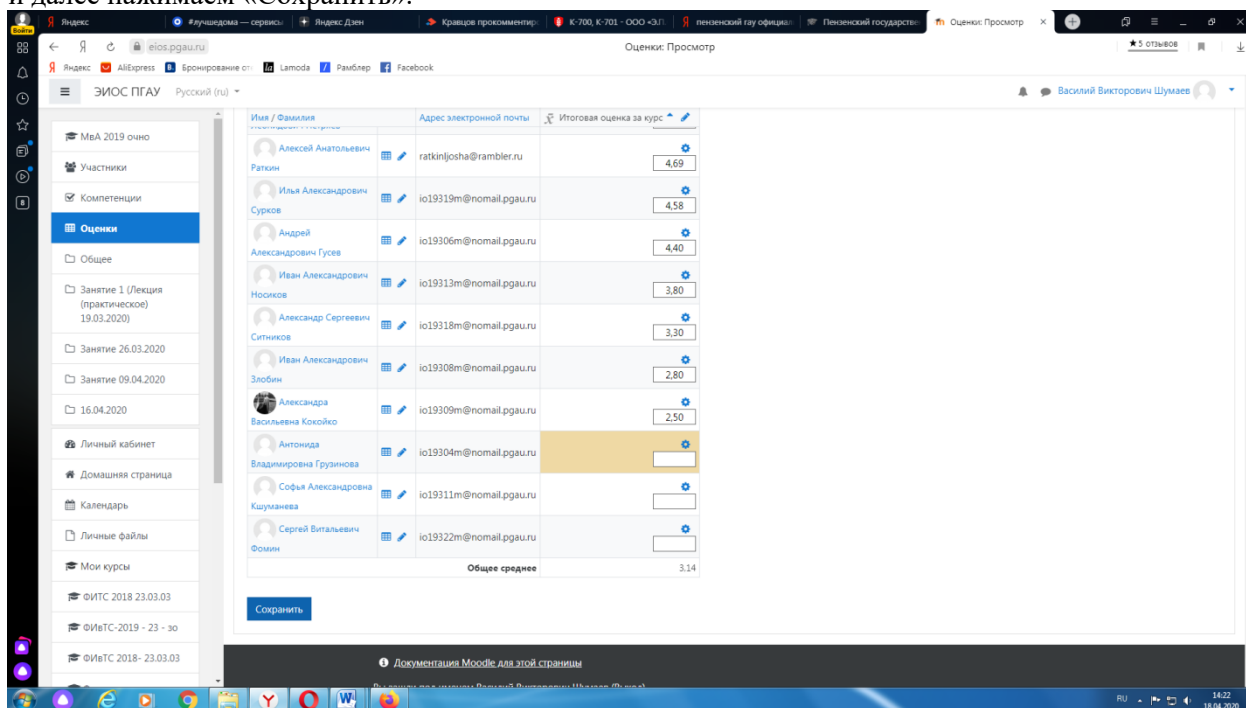 и далее нажимаем «Сохранить».
Войти
Яндекс
#лучшедома — сервисы
Яндекс Дзен
Кравцов прокомментир
К-700, К-701 - ООО «ЭЛ
пензенский гау официал
Пензенский государстве
Оценки: Просмотр
eios.pgau.ru
Оценки: Просмотр
★5 отзывов
Яндекс
AliExpress
Бронирование от
Lamoda
Рамблер
Facebook
ЭИОС ПГАУ
Русский (ru)
Василий Викторович Шумаев
МвА 2019 очно
Участники
Компетенции
Оценки
Общее
Занятие 1 (Лекция
(практическое)
19.03.2020)
Занятие 26.03.2020
Занятие 09.04.2020
16.04.2020
Личный кабинет
Домашняя страница
Календарь
Личные файлы
Мои курсы
ФИТС 2018 23.03.03
ФИвТС-2019 - 23 - зо
ФИвТС 2018- 23.03.03
Имя / Фамилия
Адрес электронной почты
Итоговая оценка за курс
Алексей Анатольевич
Раткин
ratkinljosha@rambler.ru
4,69
Илья Александрович
Сурков
io19319m@nomail.pgau.ru
4,58
Андрей
Александрович Гусев
io19306m@nomail.pgau.ru
4,40
Иван Александрович
Носиков
io19313m@nomail.pgau.ru
3,80
Александр Сергеевич
Ситников
io19318m@nomail.pgau.ru
3,30
Иван Александрович
Злобин
io19308m@nomail.pgau.ru
2,80
Александра
Васильевна Кокойко
io19309m@nomail.pgau.ru
2,50
Антонида
Владимировна Грузинова
io19304m@nomail.pgau.ru
Софья Александровна
Кшуманева
io19311m@nomail.pgau.ru
Сергей Витальевич
Фомин
io19322m@nomail.pgau.ru
Общее среднее
3,14
Сохранить
Документация Moodle для этой страницы
Вы зашли под именем Василий Викторович Шумаев (Выход)
RU
14:22
18.04.2020